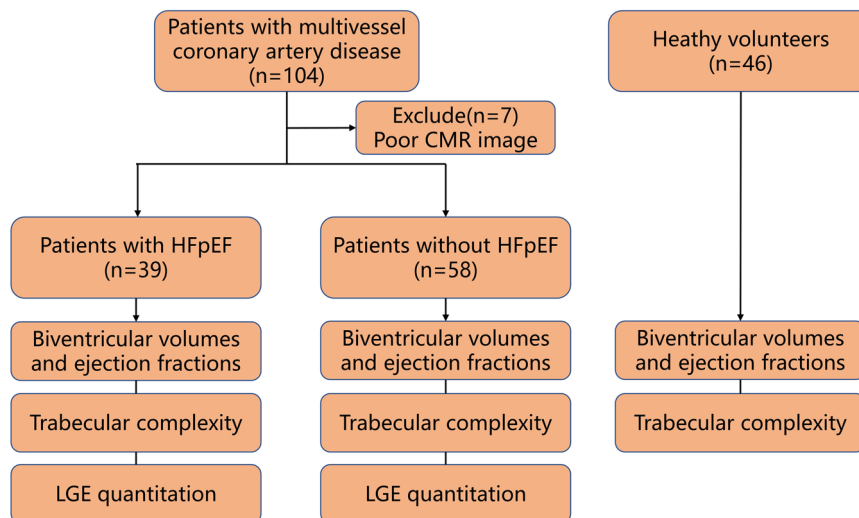 Patients with multivessel
coronary artery disease
(n=104)
Heathy volunteers
(n=46)
Exclude(n=7)
Poor CMR image
Patients with HFpEF
(n=39)
Patients without HFpEF
(n=58)
Biventricular volumes
and ejection fractions
Biventricular volumes
and ejection fractions
Biventricular volumes
and ejection fractions
Trabecular complexity
Trabecular complexity
Trabecular complexity
LGE quantitation
LGE quantitation